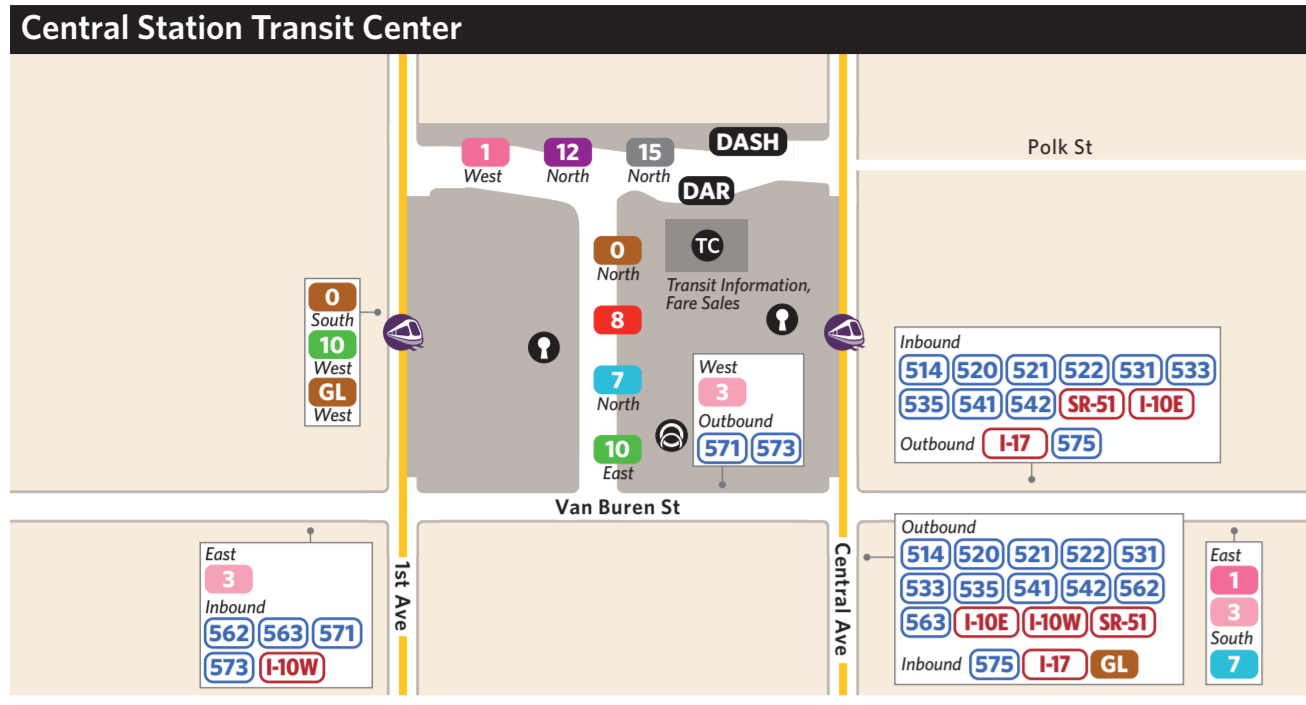 Central Station Transit Center
Polk St
1 12 15 DASH
West North North
DAR
0
North
TC
Transit Information,
Fare Sales
8
7
North
10
East
0
South
10
West
GL
West
West
3
Outbound
571 573
Inbound
514 520 521 522 531 533
535 541 542 SR-51 I-10E
Outbound I-17 575
Van Buren St
East
3
Inbound
562 563 571
573 I-10W
1st Ave
Central Ave
Outbound
514 520 521 522 531
533 535 541 542 562
563 I-10E I-10W SR-51
Inbound 575 I-17 GL
East
1
3
South
7